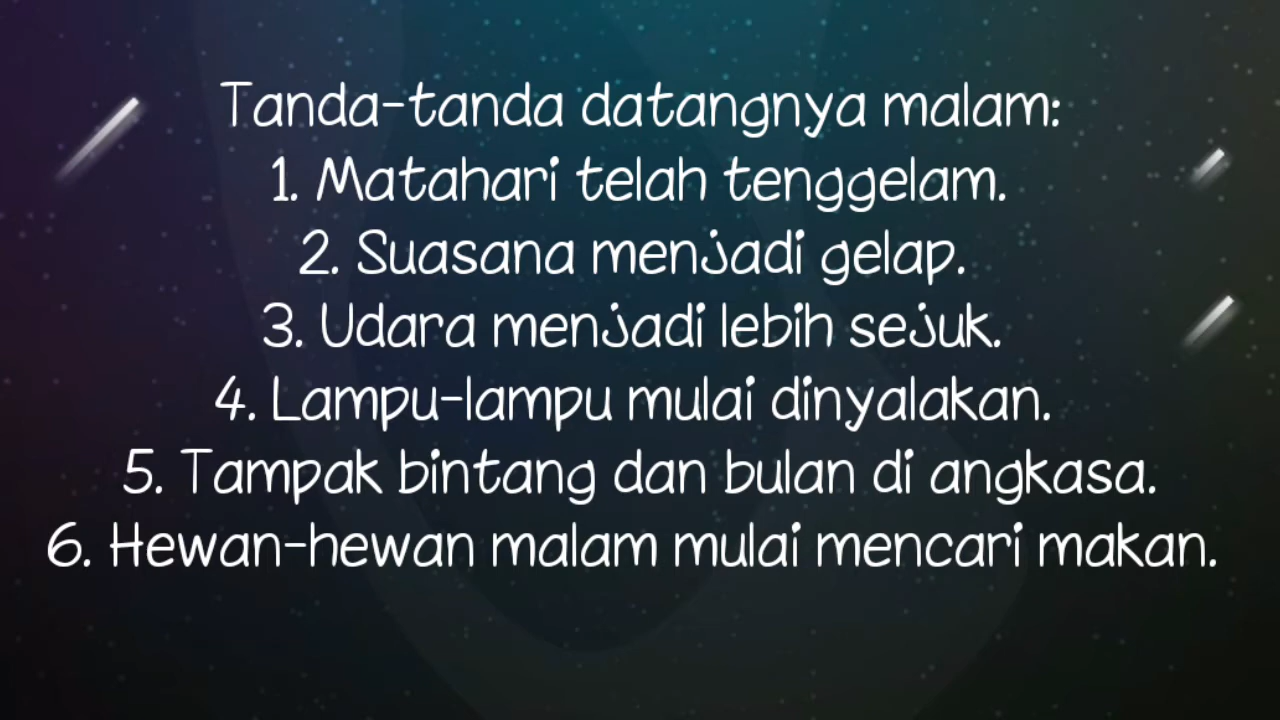 Tanda-tanda datangnya malam:
1. Matahari telah tenggelam.
2. Suasana menjadi gelap.
3. Udara menjadi lebih sejuk.
4. Lampu-lampu mulai dinyalakan.
5. Tampak bintang dan bulan di angkasa.
6. Hewan-hewan malam mulai mencari makan.